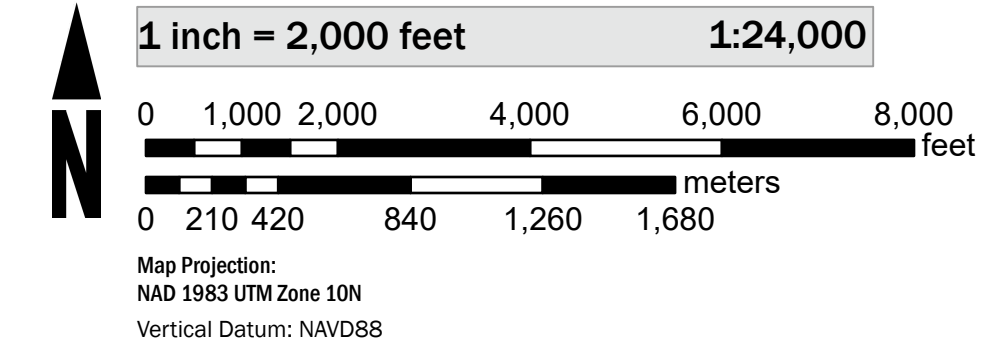 1 inch = 2,000 feet 1:24,000
0 1,000 2,000 4,000 6,000 8,000
feet
meters
0 210 420 840 1,260 1,680
N
Map Projection:
NAD 1983 UTM Zone 10N
Vertical Datum: NAVD88